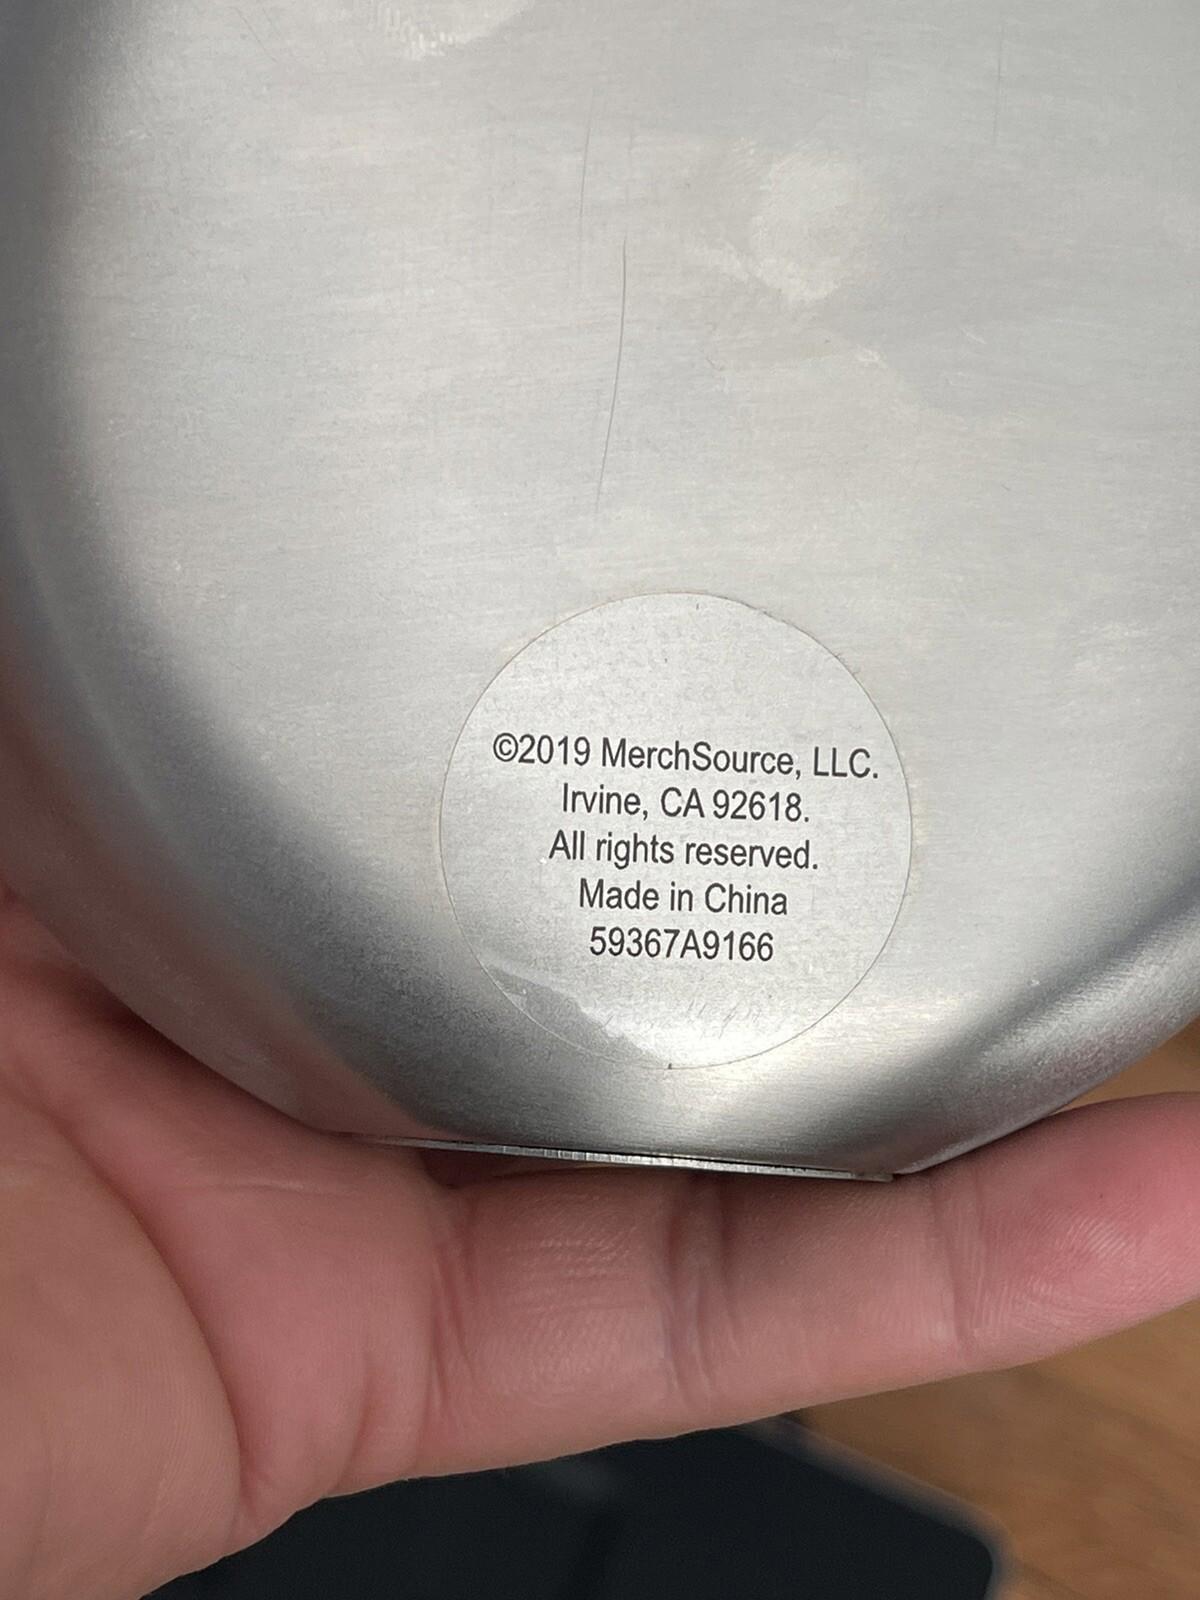 ©2019 MerchSource, LLC.
Irvine, CA 92618.
All rights reserved.
Made in China
59367A9166